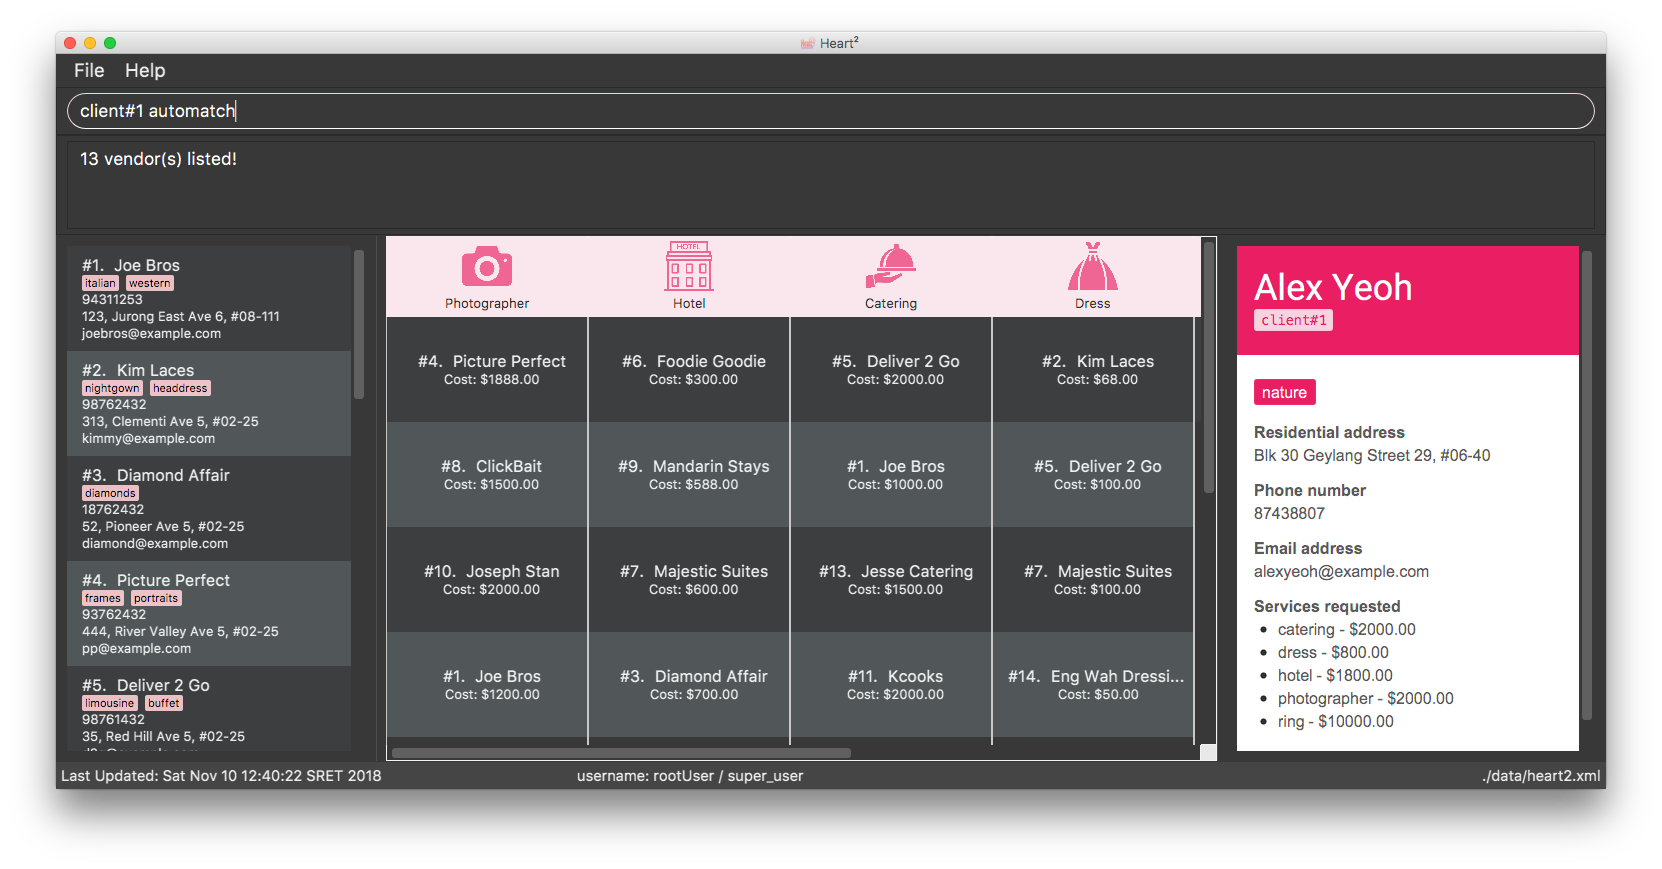 Heart²
File Help
client#1 automatch
13 vendor(s) listed!
#1. Joe Bros
italian western
94311253
123, Jurong East Ave 6, #08-111
joebros@example.com
#2. Kim Laces
nightgown headdress
98762432
313, Clementi Ave 5, #02-25
kimmy@example.com
#3. Diamond Affair
diamonds
18762432
52, Pioneer Ave 5, #02-25
diamond@example.com
#4. Picture Perfect
frames portraits
93762432
444, River Valley Ave 5, #02-25
pp@example.com
#5. Deliver 2 Go
limousine buffet
98761432
35, Red Hill Ave 5, #02-25
HOTEL
Photographer Hotel Catering Dress
#4. Picture Perfect #6. Foodie Goodie #5. Deliver 2 Go #2. Kim Laces
Cost: $1888.00 Cost: $300.00 Cost: $2000.00 Cost: $68.00
#8. ClickBait #9. Mandarin Stays #1. Joe Bros #5. Deliver 2 Go
Cost: $1500.00 Cost: $588.00 Cost: $1000.00 Cost: $100.00
#10. Joseph Stan #7. Majestic Suites #13. Jesse Catering #7. Majestic Suites
Cost: $2000.00 Cost: $600.00 Cost: $1500.00 Cost: $100.00
#1. Joe Bros #3. Diamond Affair #11. Kcooks #14. Eng Wah Dressi...
Cost: $1200.00 Cost: $700.00 Cost: $2000.00 Cost: $50.00
Alex Yeoh
client#1
nature
Residential address
Blk 30 Geylang Street 29, #06-40
Phone number
87438807
Email address
alexyeoh@example.com
Services requested
• catering - $2000.00
• dress - $800.00
• hotel - $1800.00
• photographer - $2000.00
• ring - $10000.00
Last Updated: Sat Nov 10 12:40:22 SRET 2018 username: rootUser / super_user ./data/heart2.xml